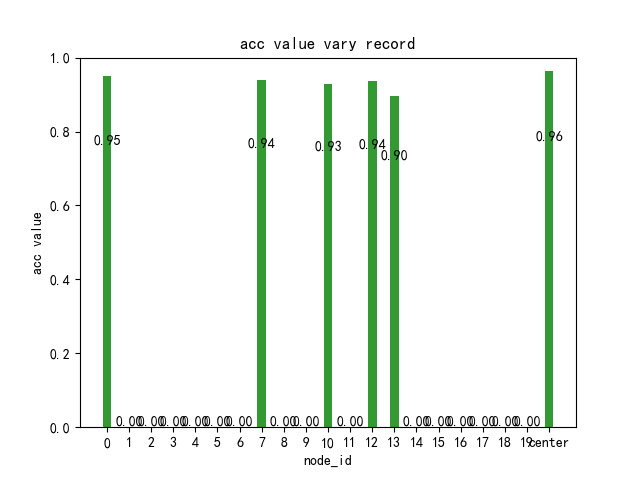 acc value vary record
1.0
0.8
0.6
0.4
0.2
0.0
acc value
0.95 0.00 0.00 0.00 0.00 0.00 0.00 0.94 0.00 0.00 0.93 0.00 0.94 0.90 0.00 0.00 0.00 0.00 0.00 0.00 0.96
0 1 2 3 4 5 6 7 8 9 10 11 12 13 14 15 16 17 18 19 center
node_id